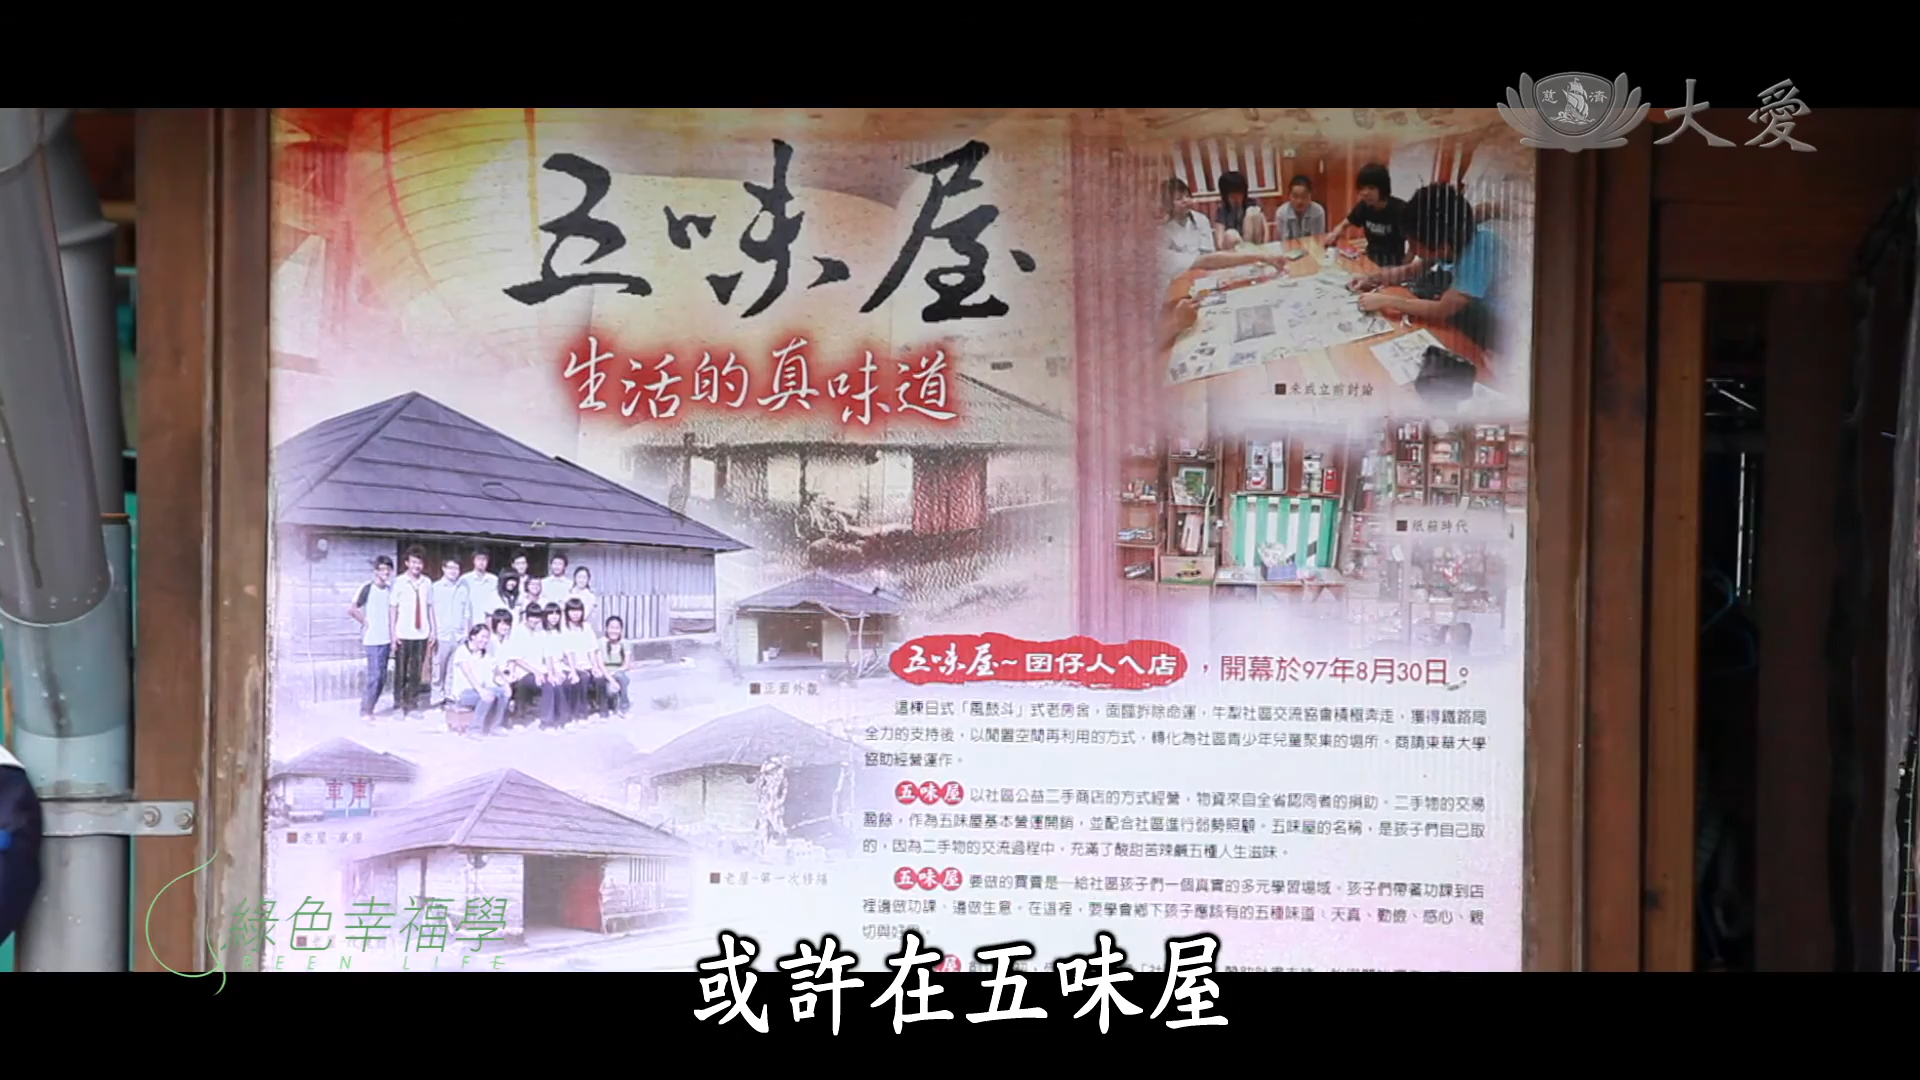 慈濟
大愛
五味屋
生活的真味道
■未成立前討論
■紙箱時代
五味屋~囝仔人ㄟ店，開幕於97年8月30日。
■正面外觀
這棟日式「風鼓斗」式老房舍，面臨拆除命運，牛犁社區交流協會積極奔走，獲得鐵路局
全力的支持後，以閒置空間再利用的方式，轉化為社區青少年兒童聚集的場所。商請東華大學
協助經營運作。
車庫
五味屋 以社區公益二手商店的方式經營，物資來自全省認同者的捐助。二手物的交易
盈餘，作為五味屋基本營運開銷，並配合社區進行弱勢照顧。五味屋的名稱，是孩子們自己取
的，因為二手物的交流過程中，充滿了酸甜苦辣鹹五種人生滋味。
■老屋-車庫
■老屋-第一次修繕
五味屋 要做的買賣是─給社區孩子們一個真實的多元學習場域。孩子們帶著功課到店
裡邊做功課、邊做生意。在這裡，要學會鄉下孩子應該有的五種味道：天真、勤儉、感心、親
切與好
綠色幸福學
GREEN LIFE
或許在五味屋